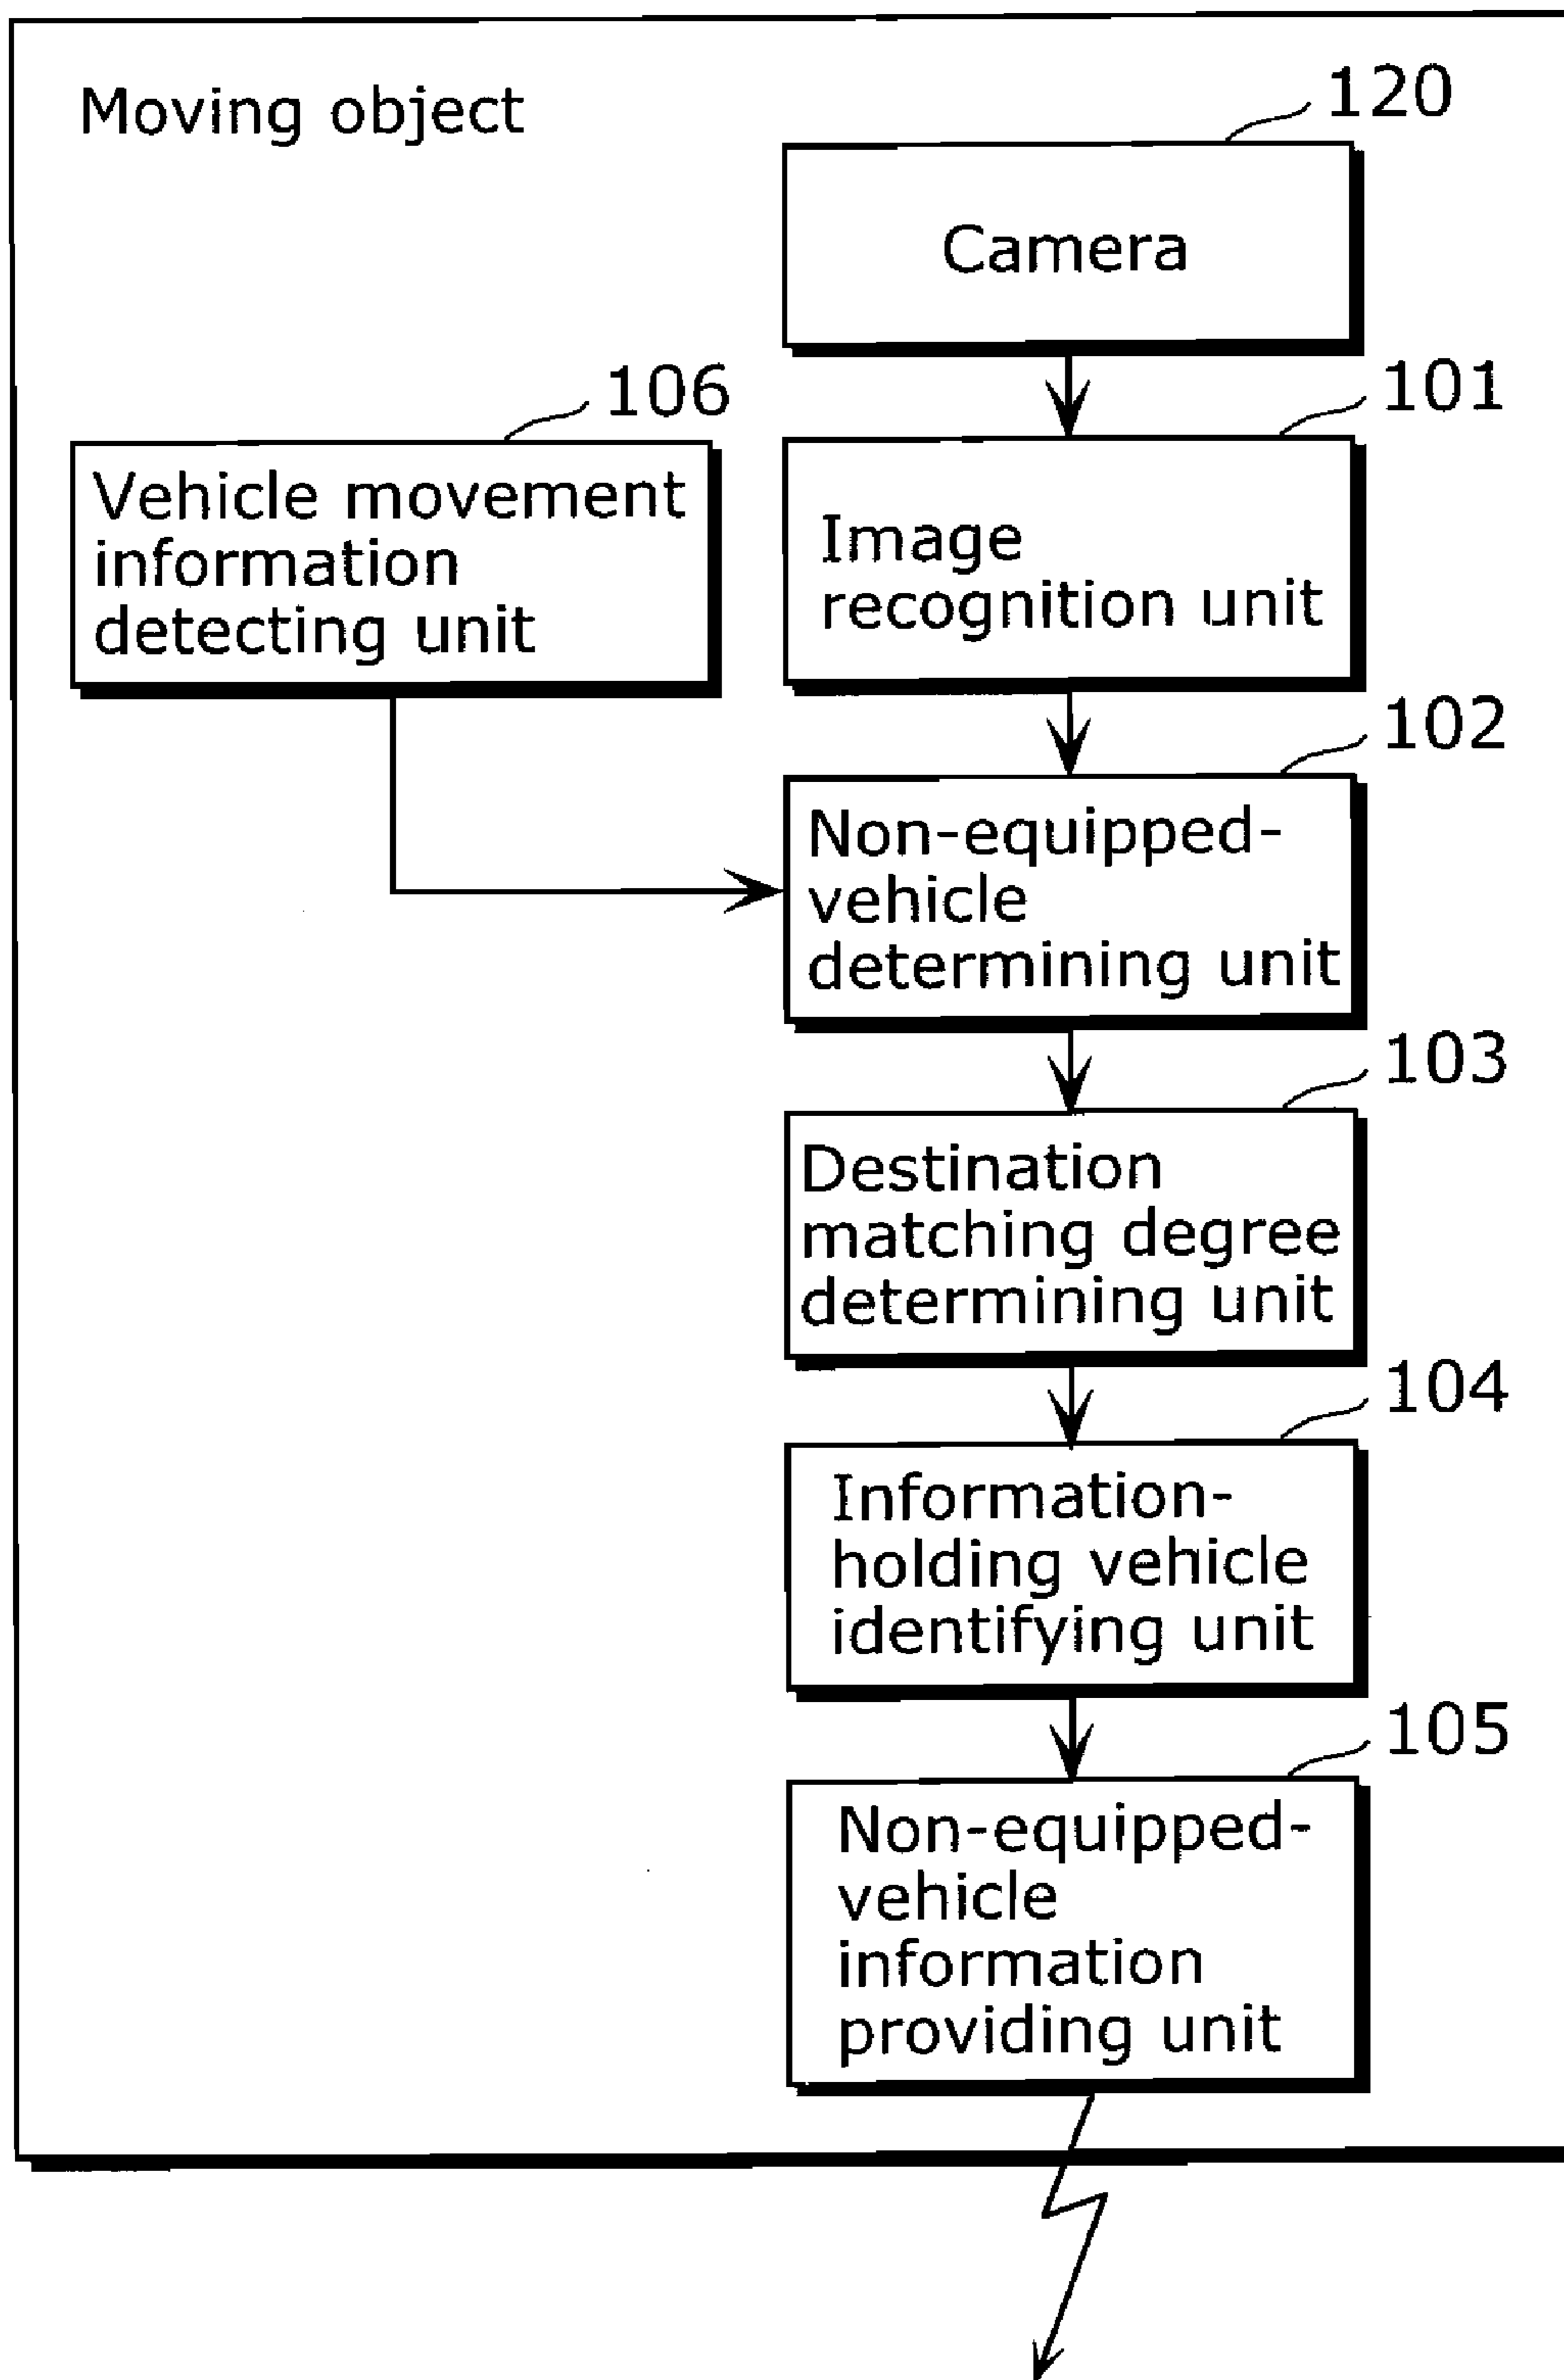 Moving object
120
Camera
106
Vehicle movement
information
detecting unit
101
Image
recognition unit
102
Non-equipped-
vehicle
determining unit
103
Destination
matching degree
determining unit
104
Information-
holding vehicle
identifying unit
105
Non-equipped-
vehicle
information
providing unit